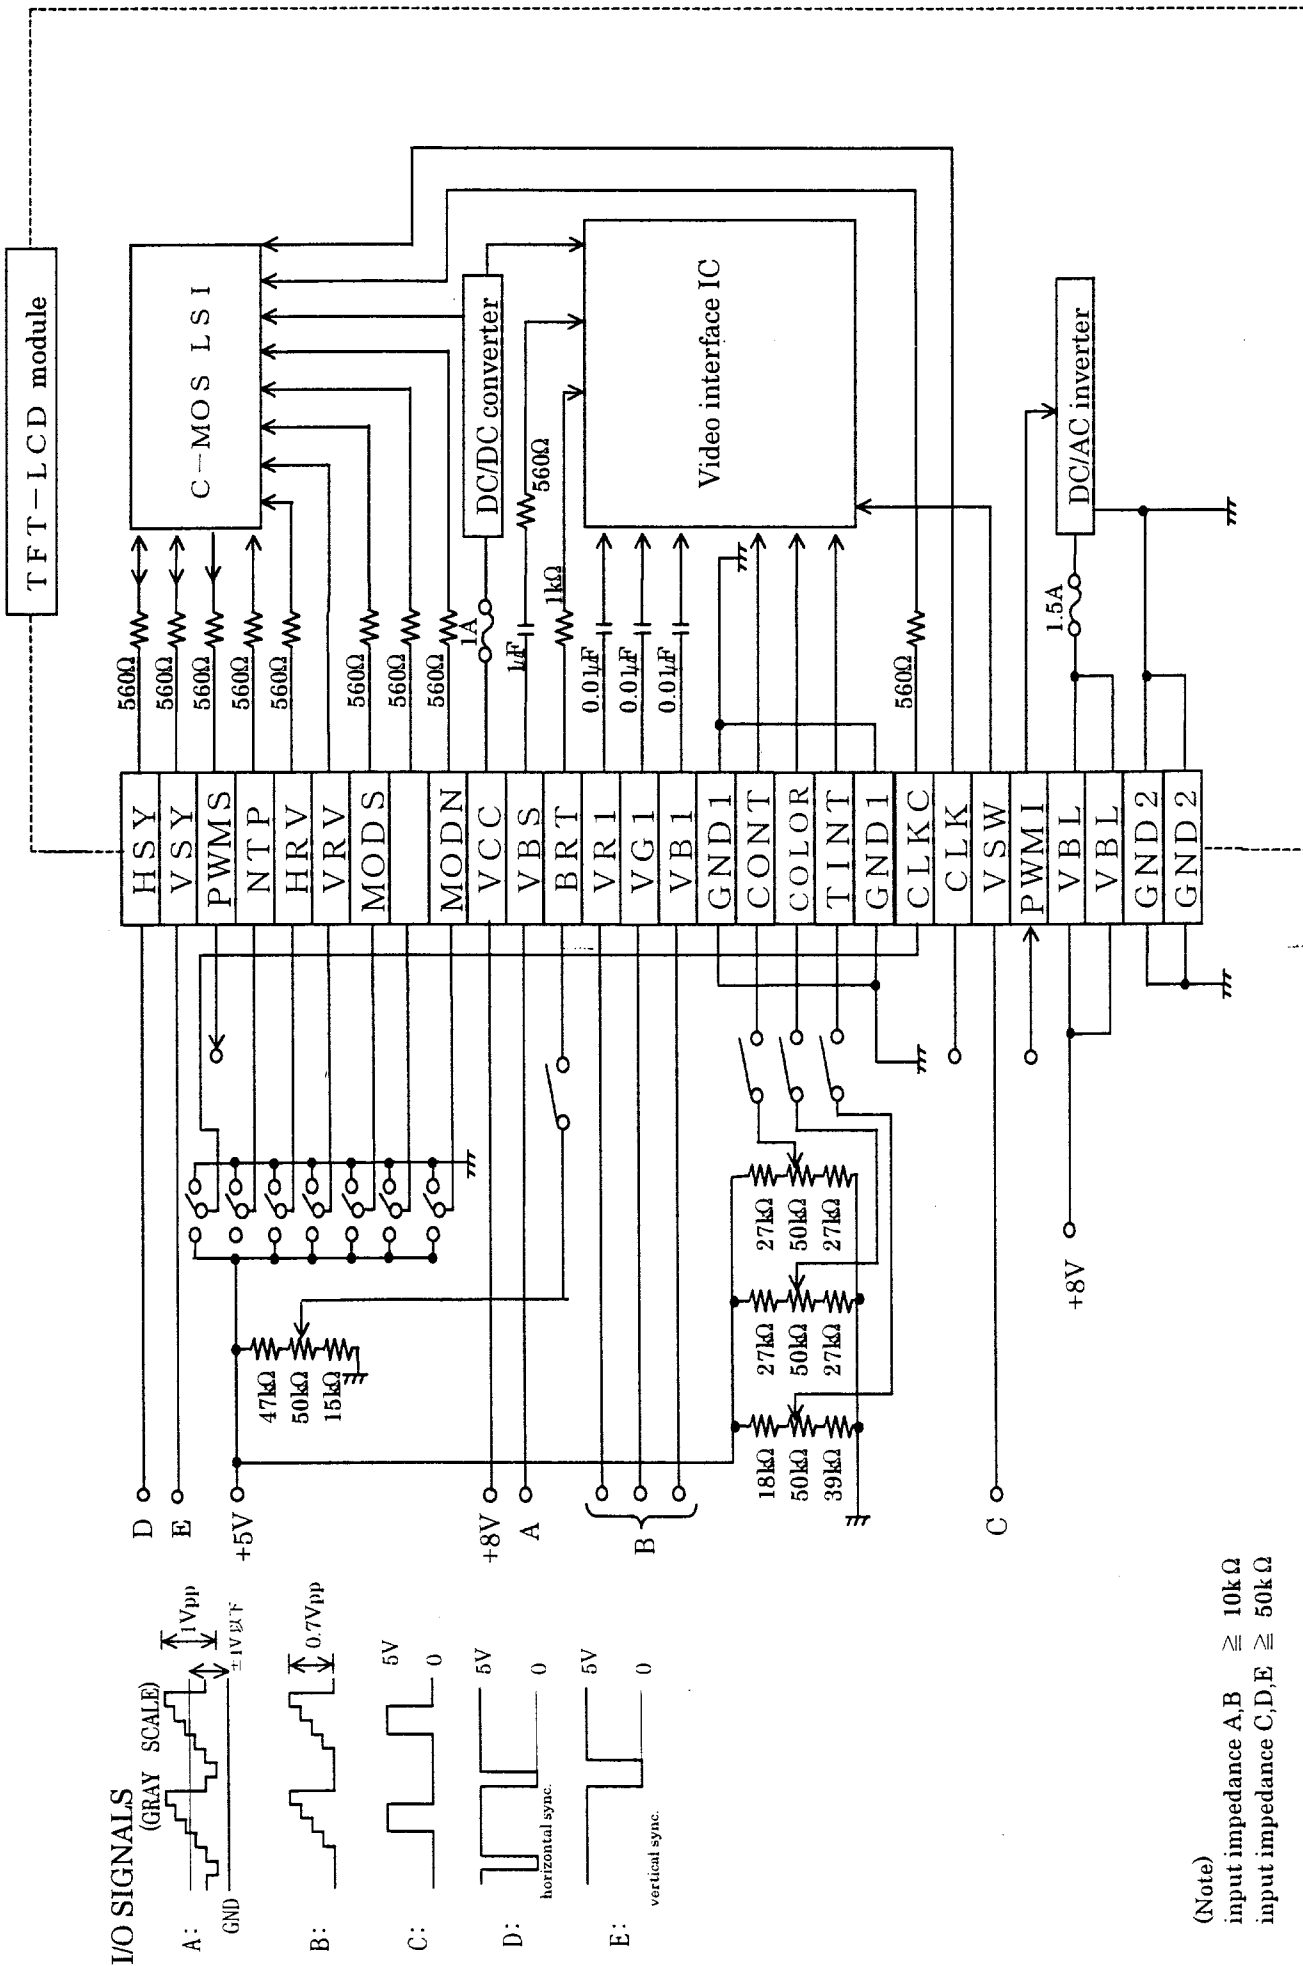 TFT-LCD module
C-MOS LSI
DC/DC converter
Video interface IC
DC/AC inverter
560Ω
560Ω
560Ω
560Ω
560Ω
560Ω
560Ω
560Ω
1A
1μF
560Ω
1kΩ
0.01μF
0.01μF
0.01μF
560Ω
1.5A
HSY
VSY
PWMS
NTP
HRV
VRV
MODS
MODN
VCC
VBS
BRT
VR1
VG1
VB1
GND1
CONT
COLOR
TINT
GND1
CLKC
CLK
VSW
PWMI
VBL
VBL
GND2
GND2
47kΩ
50kΩ
15kΩ
27kΩ
50kΩ
27kΩ
27kΩ
50kΩ
27kΩ
18kΩ
50kΩ
39kΩ
+8V
D
E
+5V
+8V
A
B
C
I/O SIGNALS
(GRAY SCALE)
A:
GND
1Vpp
±1V以下
B:
0.7Vpp
C:
5V
0
D:
5V
0
horizontal sync.
E:
5V
0
vertical sync.
(Note)
input impedance A,B ≧ 10kΩ
input impedance C,D,E ≧ 50kΩ